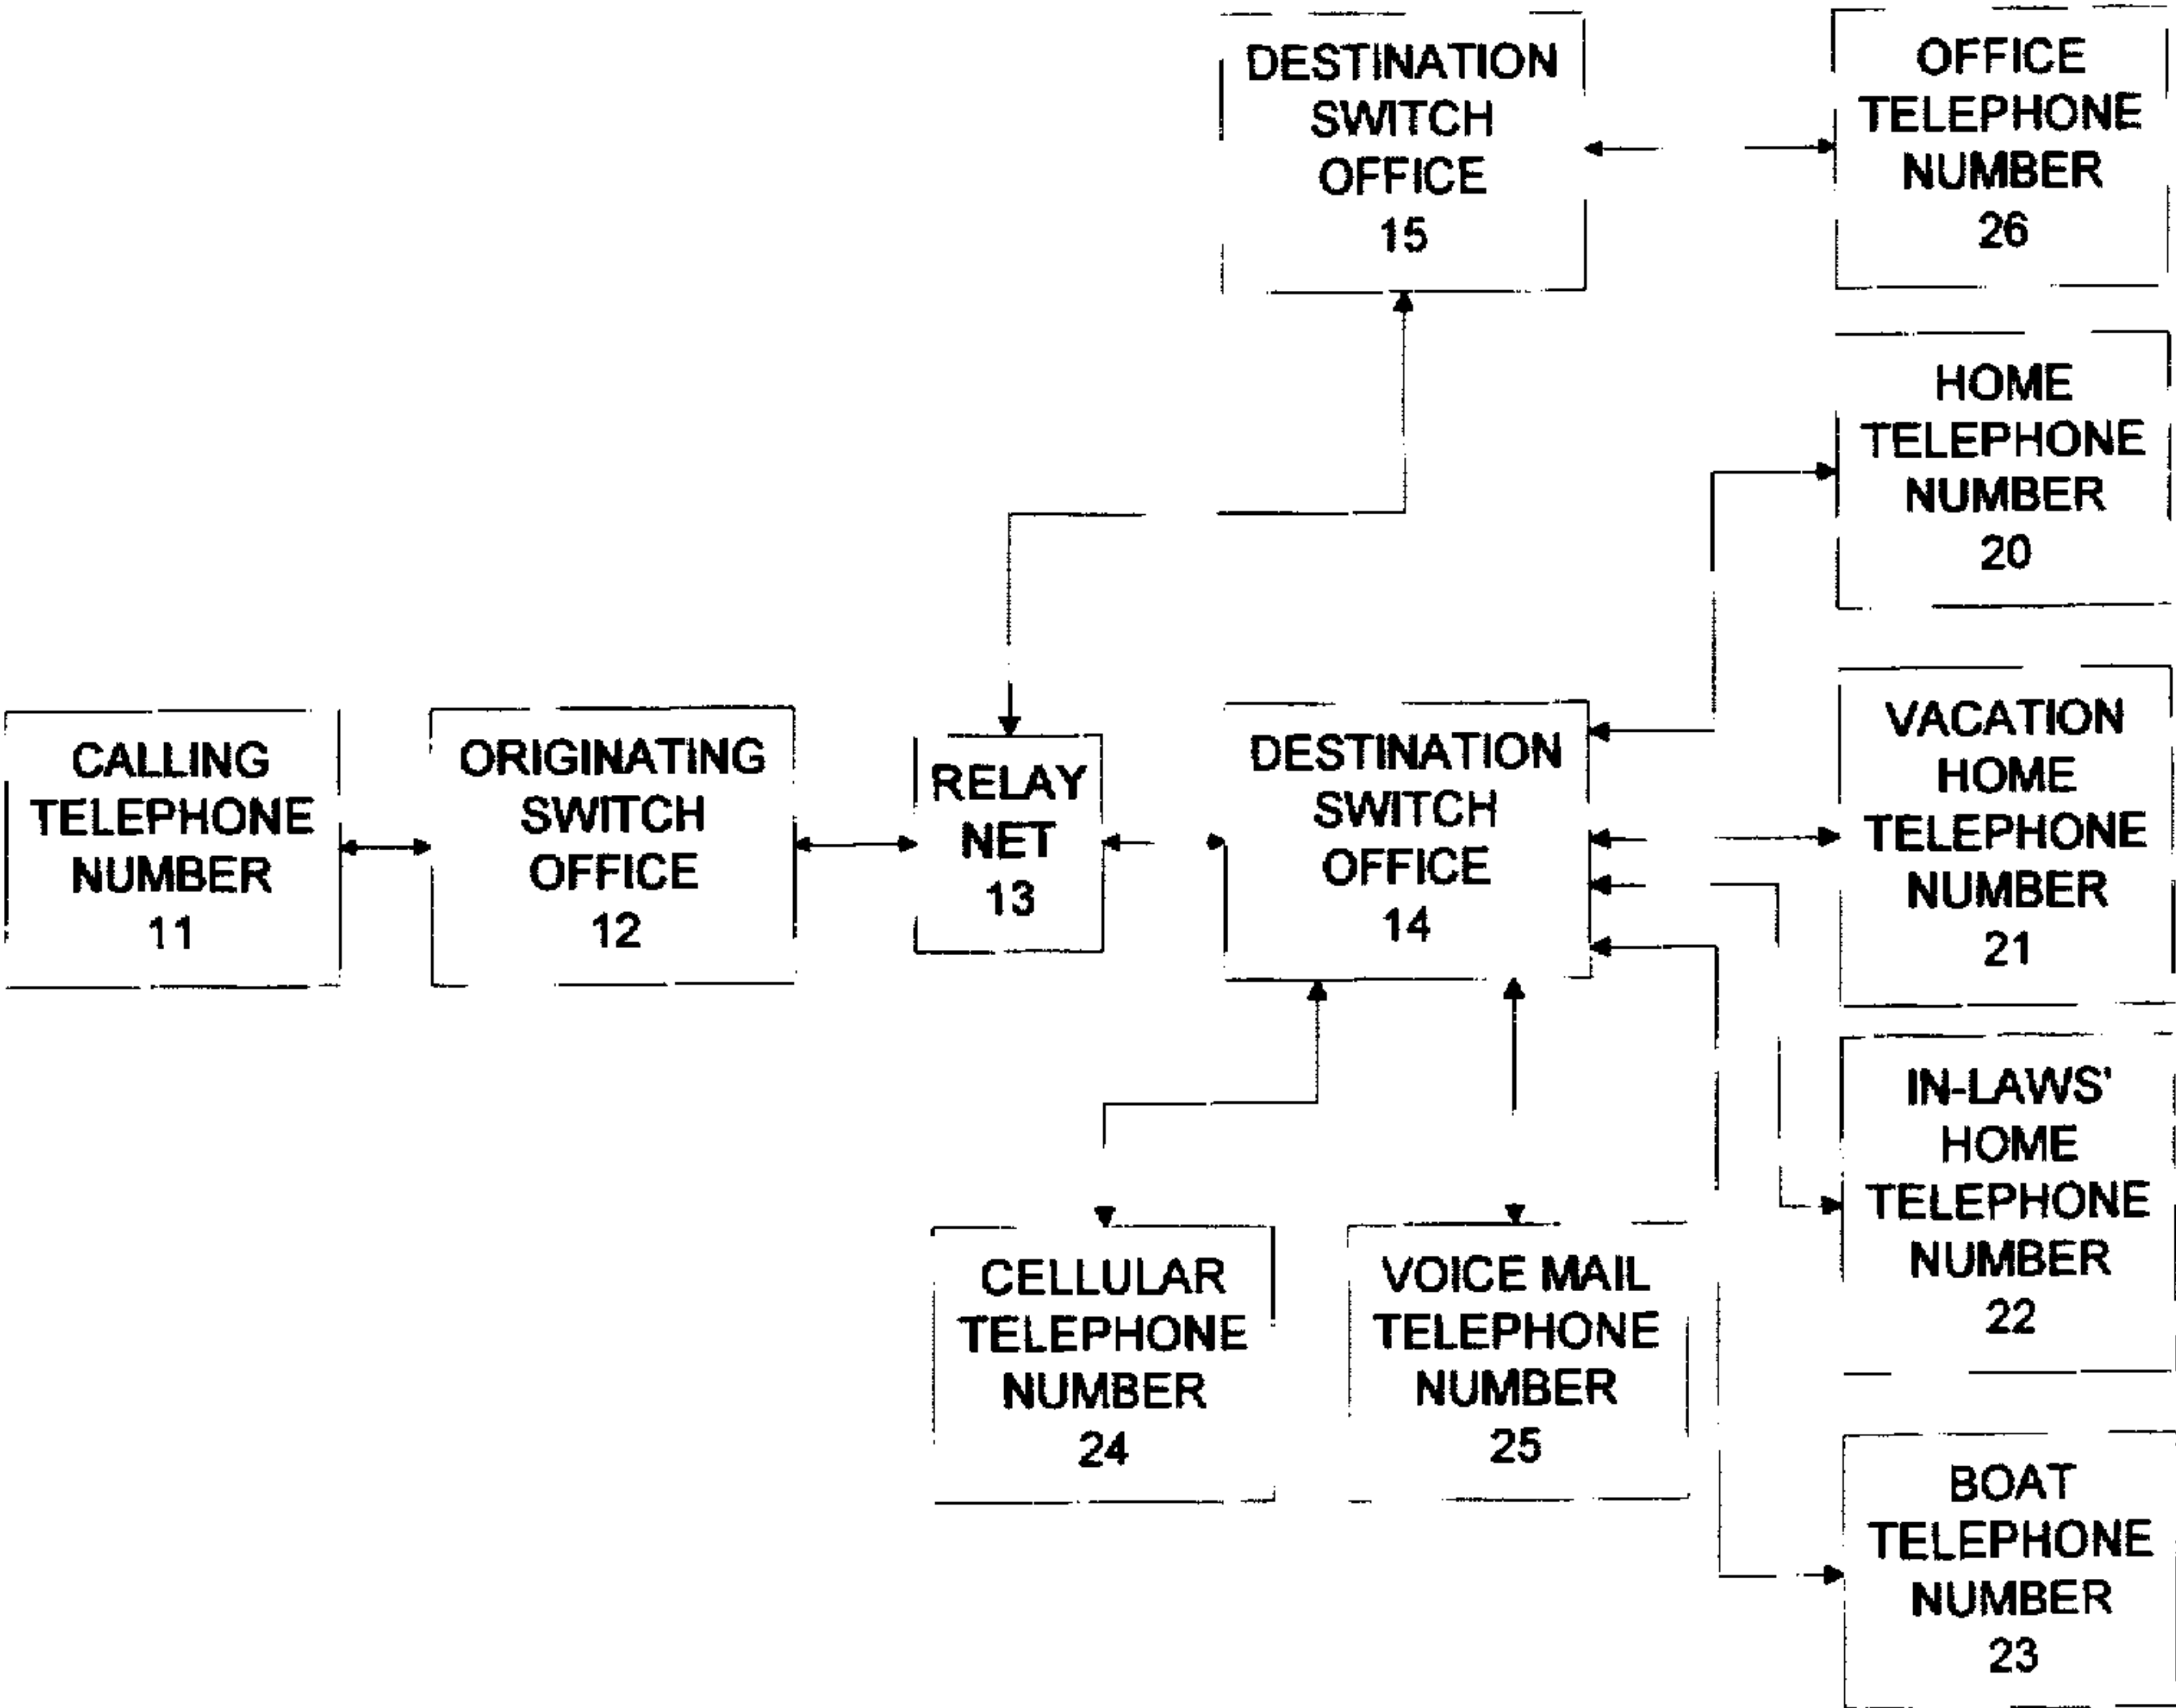 DESTINATION
SWITCH
OFFICE
15
OFFICE
TELEPHONE
NUMBER
26
HOME
TELEPHONE
NUMBER
20
CALLING
TELEPHONE
NUMBER
11
ORIGINATING
SWITCH
OFFICE
12
RELAY
NET
13
DESTINATION
SWITCH
OFFICE
14
VACATION
HOME
TELEPHONE
NUMBER
21
IN-LAWS'
HOME
TELEPHONE
NUMBER
22
CELLULAR
TELEPHONE
NUMBER
24
VOICE MAIL
TELEPHONE
NUMBER
25
BOAT
TELEPHONE
NUMBER
23